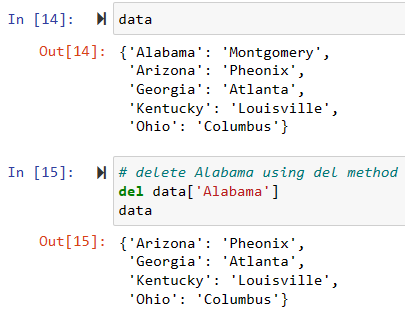 In [14]: data
Out[14]: {'Alabama': 'Montgomery',
'Arizona': 'Pheonix',
'Georgia': 'Atlanta',
'Kentucky': 'Louisville',
'Ohio': 'Columbus'}
In [15]: # delete Alabama using del method
del data['Alabama']
data
Out[15]: {'Arizona': 'Pheonix',
'Georgia': 'Atlanta',
'Kentucky': 'Louisville',
'Ohio': 'Columbus'}